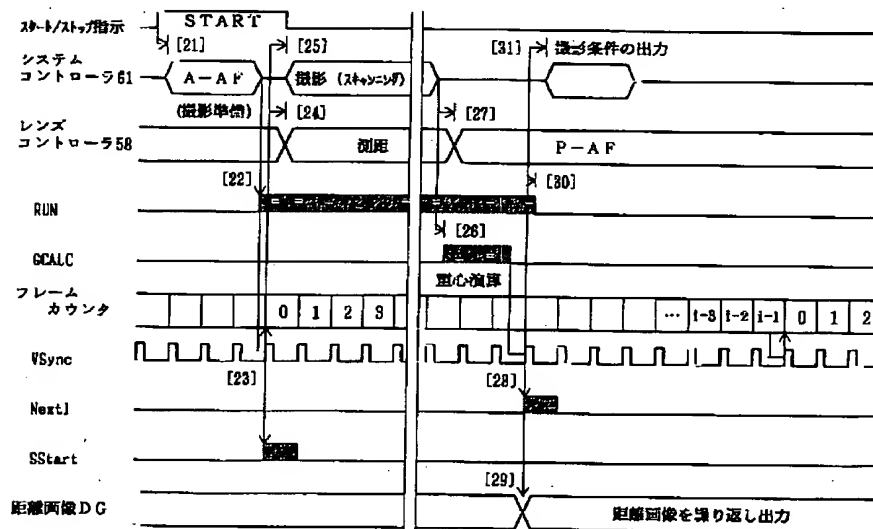 スタート/ストップ指示
START
[21]
[25]
[31]
撮影条件の出力
システム
コントローラ61
A-AF
撮影 (スキャンニング)
(撮影準備)
[24]
[27]
レンズ
コントローラ58
測距
P-AF
[22]
[30]
RUN
[26]
GCALC
重心演算
フレーム
カウンタ
0 1 2 3
… i-3 i-2 i-1 0 1 2
VSync
[23]
[28]
NextI
SStart
[29]
距離画像DG
距離画像を繰り返し出力